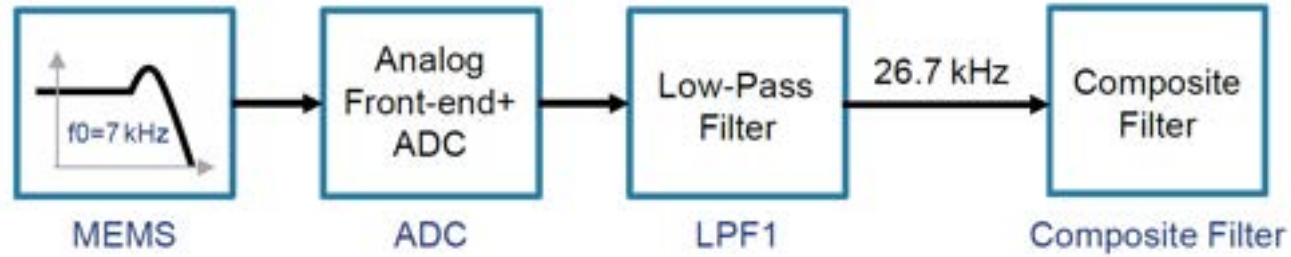 f0=7 kHz
MEMS
Analog
Front-end+
ADC
ADC
Low-Pass
Filter
LPF1
26.7 kHz
Composite
Filter
Composite Filter